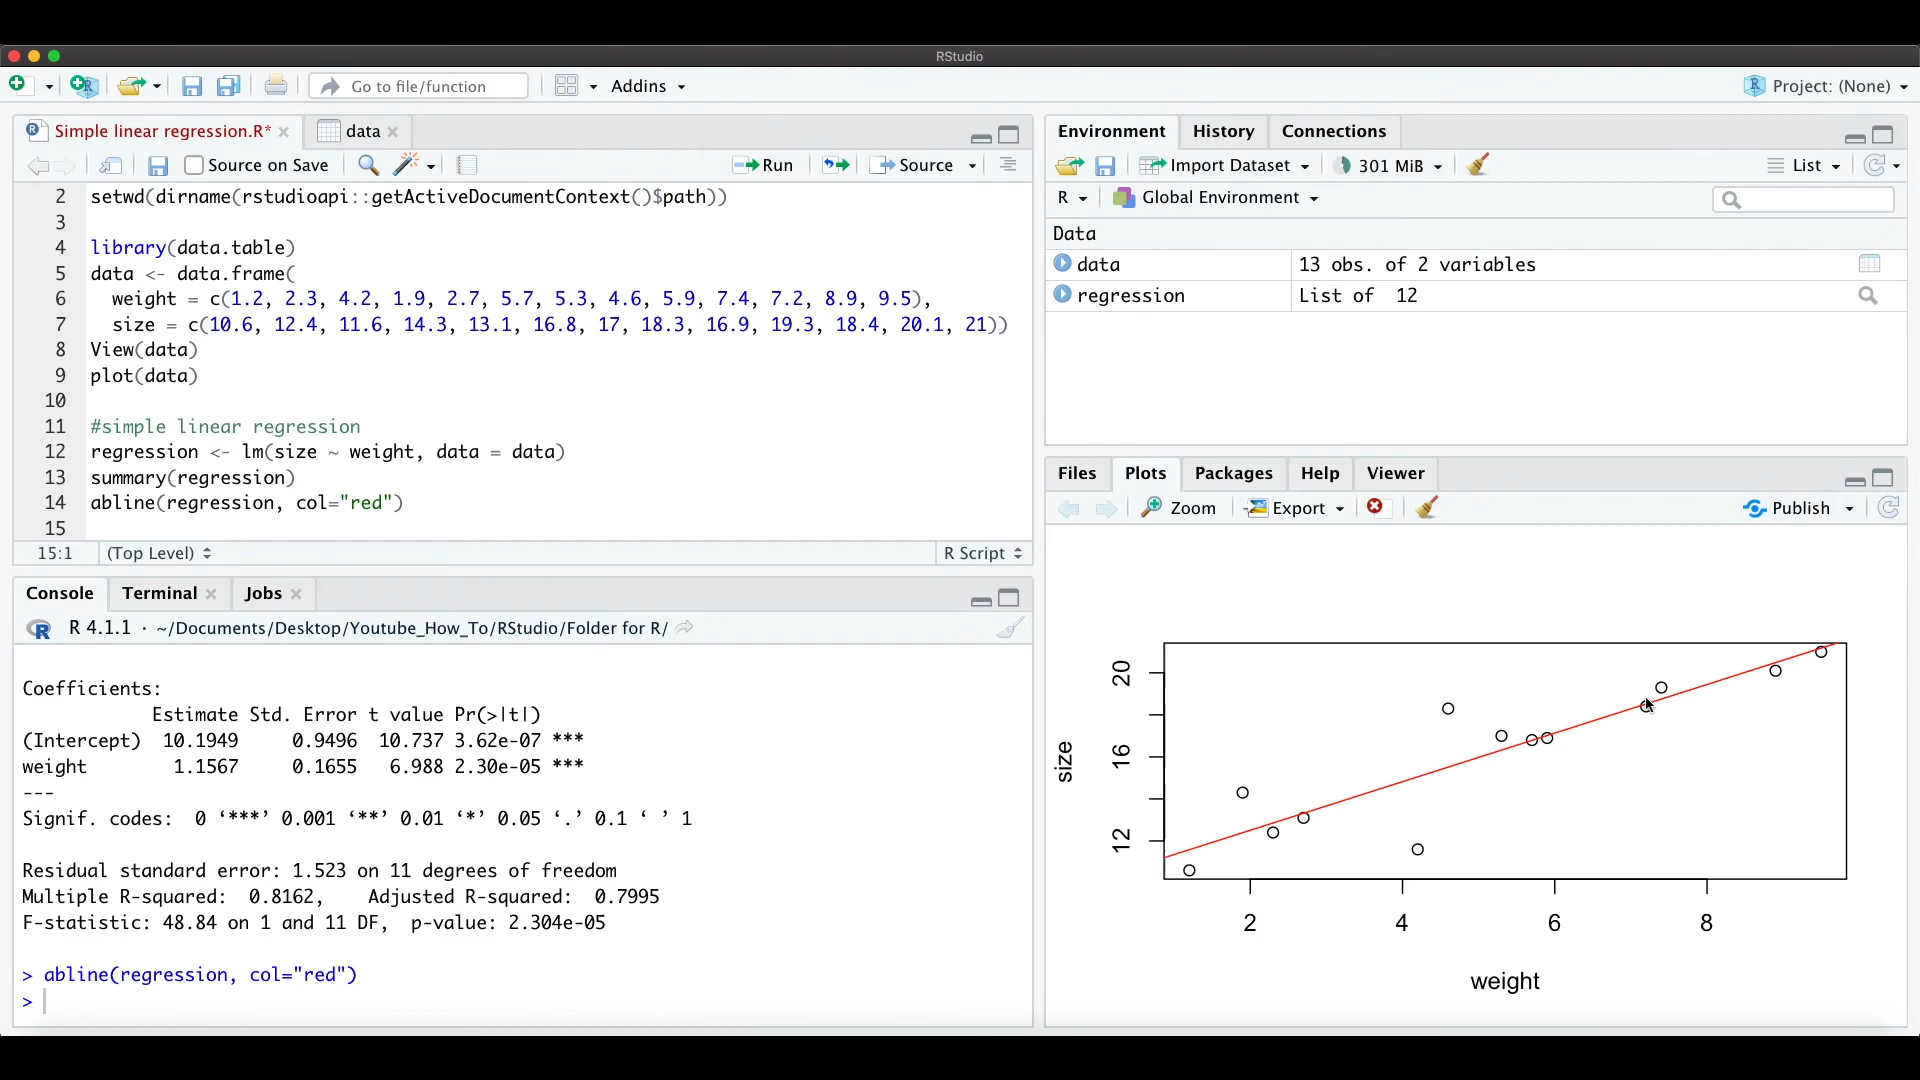 RStudio
Go to file/function
Addins
Project: (None)
Simple linear regression.R*
data
Source on Save
Run
Source
2 setwd(dirname(rstudioapi::getActiveDocumentContext()$path))
3
4 library(data.table)
5 data <- data.frame(
6   weight = c(1.2, 2.3, 4.2, 1.9, 2.7, 5.7, 5.3, 4.6, 5.9, 7.4, 7.2, 8.9, 9.5),
7   size = c(10.6, 12.4, 11.6, 14.3, 13.1, 16.8, 17, 18.3, 16.9, 19.3, 18.4, 20.1, 21))
8 View(data)
9 plot(data)
10
11 #simple linear regression
12 regression <- lm(size ~ weight, data = data)
13 summary(regression)
14 abline(regression, col="red")
15
15:1 (Top Level) R Script
Console Terminal Jobs
R 4.1.1 · ~/Documents/Desktop/Youtube_How_To/RStudio/Folder for R/
Coefficients:
            Estimate Std. Error t value Pr(>|t|)
(Intercept)  10.1949     0.9496  10.737 3.62e-07 ***
weight        1.1567     0.1655   6.988 2.30e-05 ***
---
Signif. codes:  0 ‘***’ 0.001 ‘**’ 0.01 ‘*’ 0.05 ‘.’ 0.1 ‘ ’ 1
Residual standard error: 1.523 on 11 degrees of freedom
Multiple R-squared:  0.8162,    Adjusted R-squared:  0.7995
F-statistic: 48.84 on 1 and 11 DF,  p-value: 2.304e-05
> abline(regression, col="red")
>
Environment History Connections
Import Dataset 301 MiB List
R Global Environment
Data
data 13 obs. of 2 variables
regression List of  12
Files Plots Packages Help Viewer
Zoom Export Publish
20
16
12
size
2 4 6 8
weight